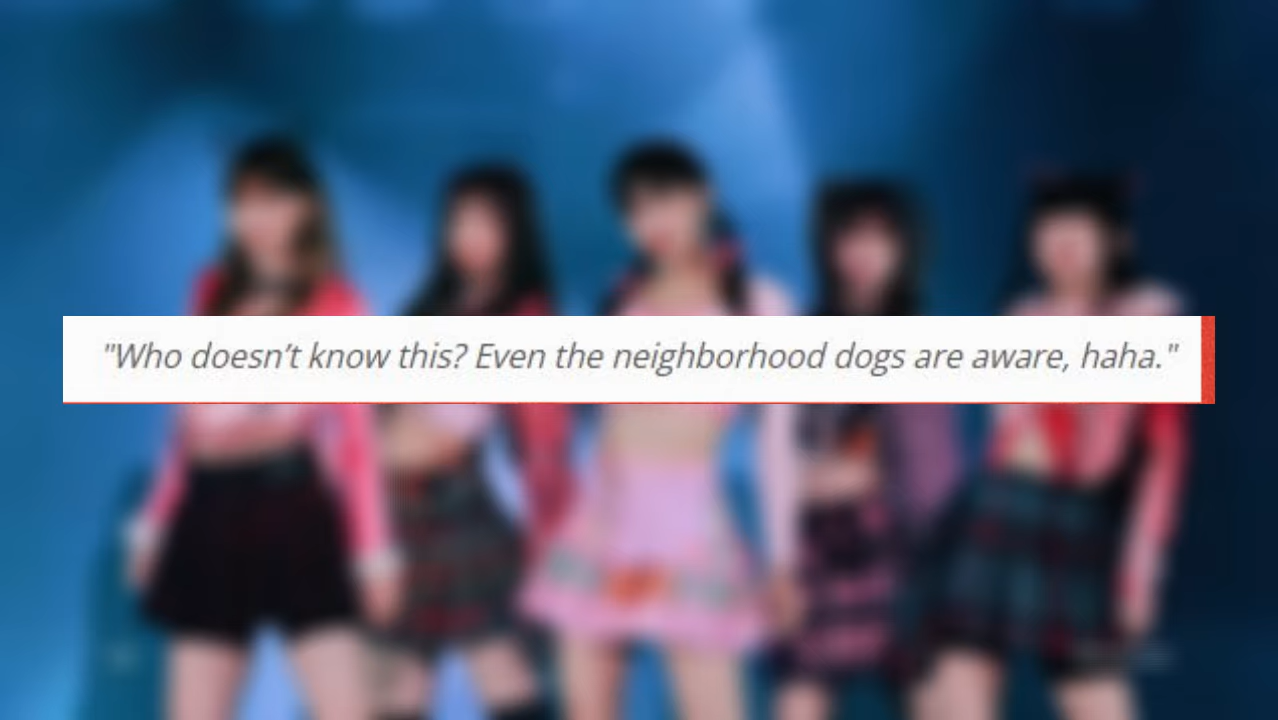 "Who doesn’t know this? Even the neighborhood dogs are aware, haha."